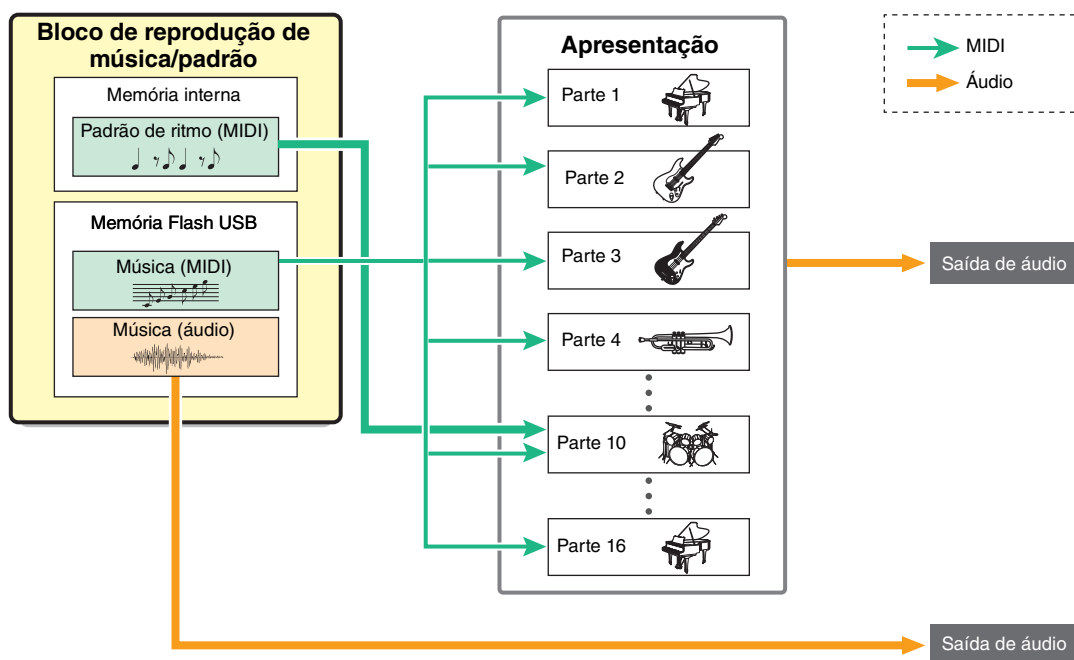 Bloco de reprodução de
música/padrão
Memória interna
Padrão de ritmo (MIDI)
Memória Flash USB
Música (MIDI)
Música (áudio)
Apresentação
Parte 1
Parte 2
Parte 3
Parte 4
Parte 10
Parte 16
MIDI
Áudio
Saída de áudio
Saída de áudio